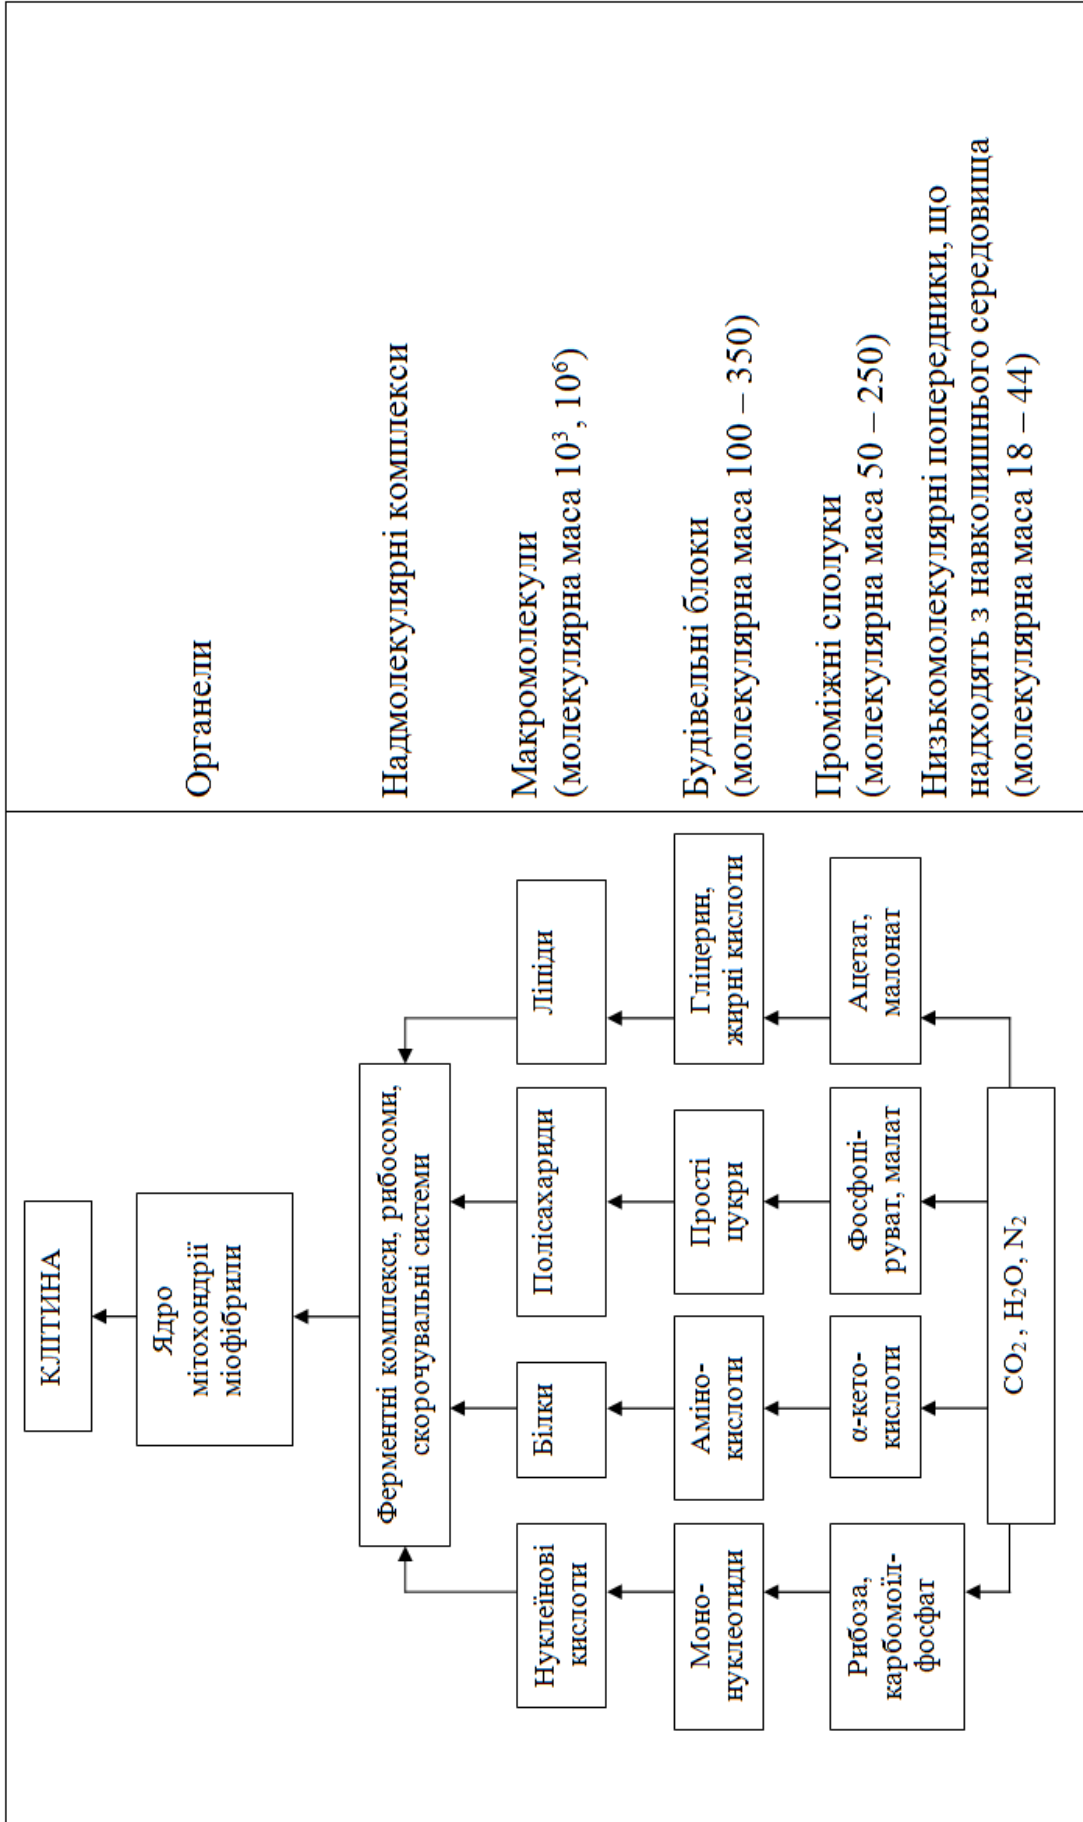 КЛІТИНА
Ядро
мітохондрії
міофібрили
Органели
Ферментні комплекси, рибосоми,
скорочувальні системи
Надмолекулярні комплекси
Нуклеїнові
кислоти
Білки
Полісахариди
Ліпіди
Макромолекули
(молекулярна маса 10³ , 10⁶)
Моно-
нуклеотиди
Аміно-
кислоти
Прості
цукри
Гліцерин,
жирні кислоти
Будівельні блоки
(молекулярна маса 100 – 350)
Рибоза,
карбомоїл-
фосфат
α-кето-
кислоти
Фосфопі-
руват, малат
Ацетат,
малонат
Проміжні сполуки
(молекулярна маса 50 – 250)
CO₂ , H₂O, N₂
Низькомолекулярні попередники, що
надходять з навколишнього середовища
(молекулярна маса 18 – 44)